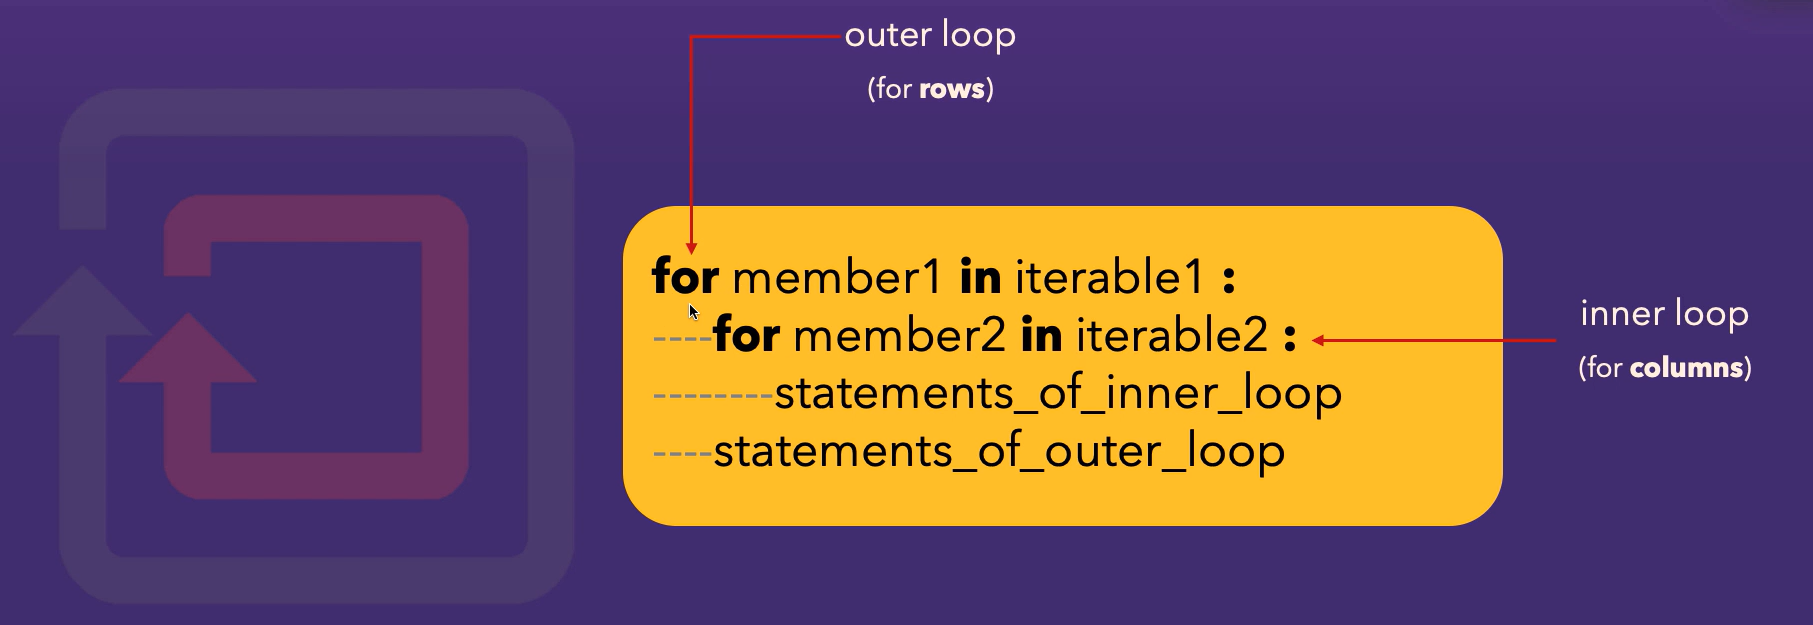 outer loop
(for rows)
for member1 in iterable1 :
----for member2 in iterable2 :
--------statements_of_inner_loop
----statements_of_outer_loop
inner loop
(for columns)